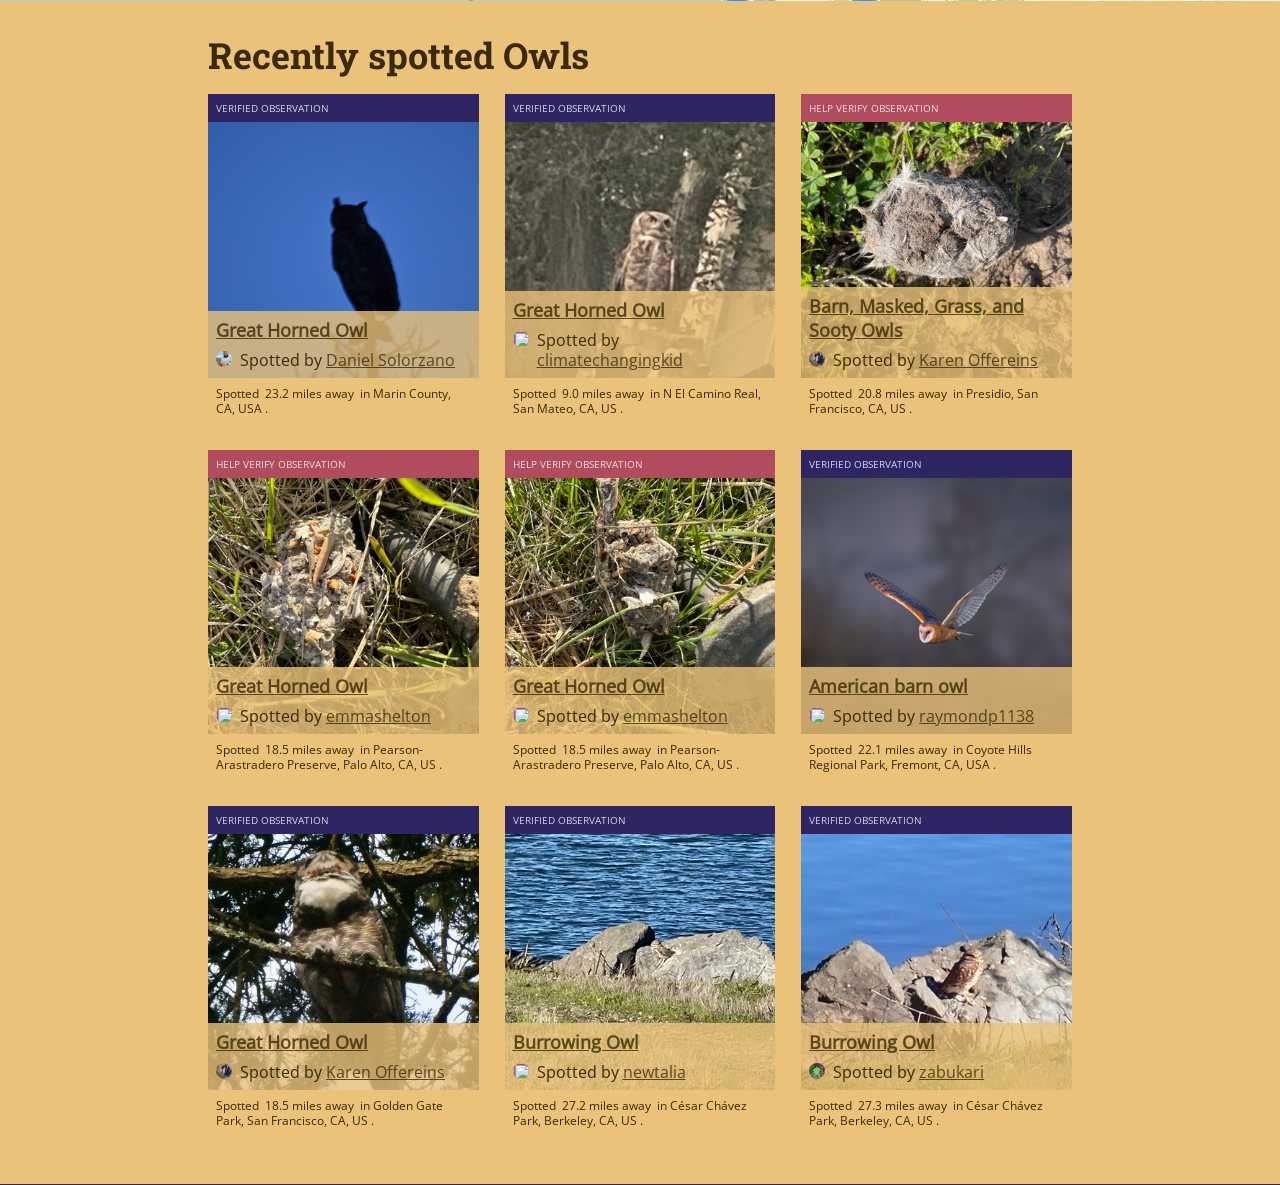 Recently spotted Owls
VERIFIED OBSERVATION
Great Horned Owl
Spotted by Daniel Solorzano
Spotted 23.2 miles away in Marin County,
CA, USA .
VERIFIED OBSERVATION
Great Horned Owl
Spotted by
climatechangingkid
Spotted 9.0 miles away in N El Camino Real,
San Mateo, CA, US .
HELP VERIFY OBSERVATION
Barn, Masked, Grass, and
Sooty Owls
Spotted by Karen Offereins
Spotted 20.8 miles away in Presidio, San
Francisco, CA, US .
HELP VERIFY OBSERVATION
Great Horned Owl
Spotted by emmashelton
Spotted 18.5 miles away in Pearson-
Arastradero Preserve, Palo Alto, CA, US .
HELP VERIFY OBSERVATION
Great Horned Owl
Spotted by emmashelton
Spotted 18.5 miles away in Pearson-
Arastradero Preserve, Palo Alto, CA, US .
VERIFIED OBSERVATION
American barn owl
Spotted by raymondp1138
Spotted 22.1 miles away in Coyote Hills
Regional Park, Fremont, CA, USA .
VERIFIED OBSERVATION
Great Horned Owl
Spotted by Karen Offereins
Spotted 18.5 miles away in Golden Gate
Park, San Francisco, CA, US .
VERIFIED OBSERVATION
Burrowing Owl
Spotted by newtalia
Spotted 27.2 miles away in César Chávez
Park, Berkeley, CA, US .
VERIFIED OBSERVATION
Burrowing Owl
Spotted by zabukari
Spotted 27.3 miles away in César Chávez
Park, Berkeley, CA, US .